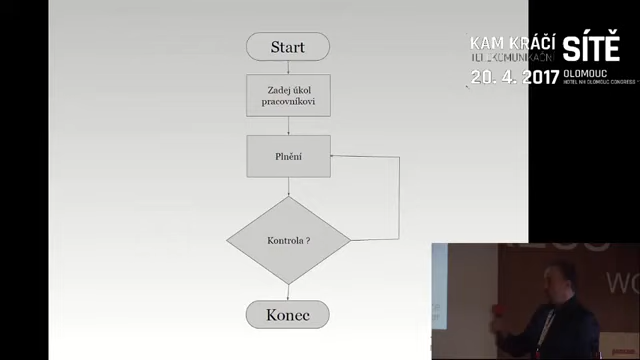 Start
Zadej úkol
pracovníkovi
Plnění
Kontrola ?
Konec
KAM KRÁČÍ
TELEKOMUNIKAČNÍ
SÍTĚ
20. 4. 2017
OLOMOUC
HOTEL NH OLOMOUC CONGRESS